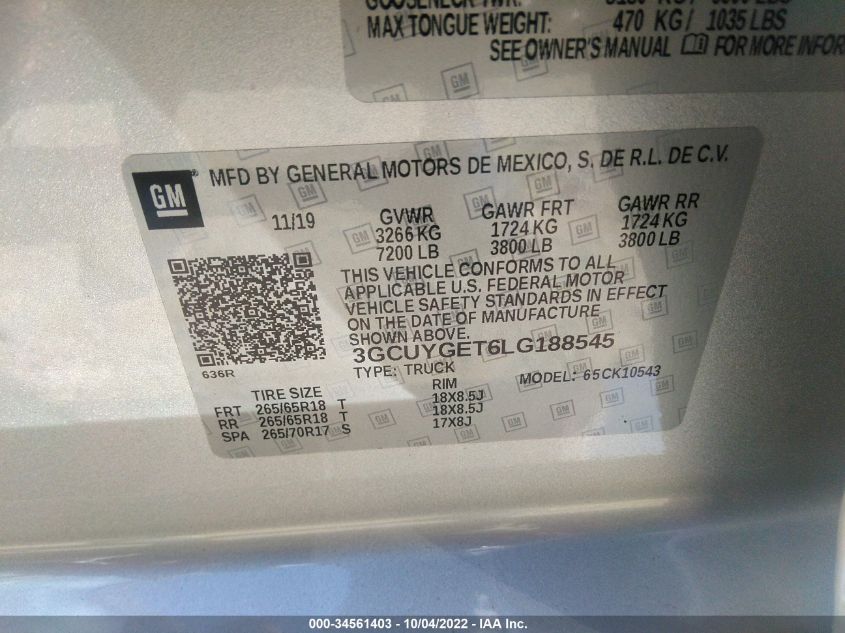 MAX TONGUE WEIGHT: 470 KG / 1035 LBS
SEE OWNER'S MANUAL FOR MORE INFOR
GM
MFD BY GENERAL MOTORS DE MEXICO, S. DE R.L. DE C.V.
11/19 GVWR GAWR FRT GAWR RR
3266 KG 1724 KG 1724 KG
7200 LB 3800 LB 3800 LB
THIS VEHICLE CONFORMS TO ALL
APPLICABLE U.S. FEDERAL MOTOR
VEHICLE SAFETY STANDARDS IN EFFECT
ON THE DATE OF MANUFACTURE
SHOWN ABOVE.
3GCUYGET6LG188545
636R
TYPE: TRUCK MODEL: 65CK10543
TIRE SIZE RIM
FRT 265/65R18 T 18X8.5J
RR 265/65R18 T 18X8.5J
SPA 265/70R17 S 17X8J
000-34561403 - 10/04/2022 - IAA Inc.